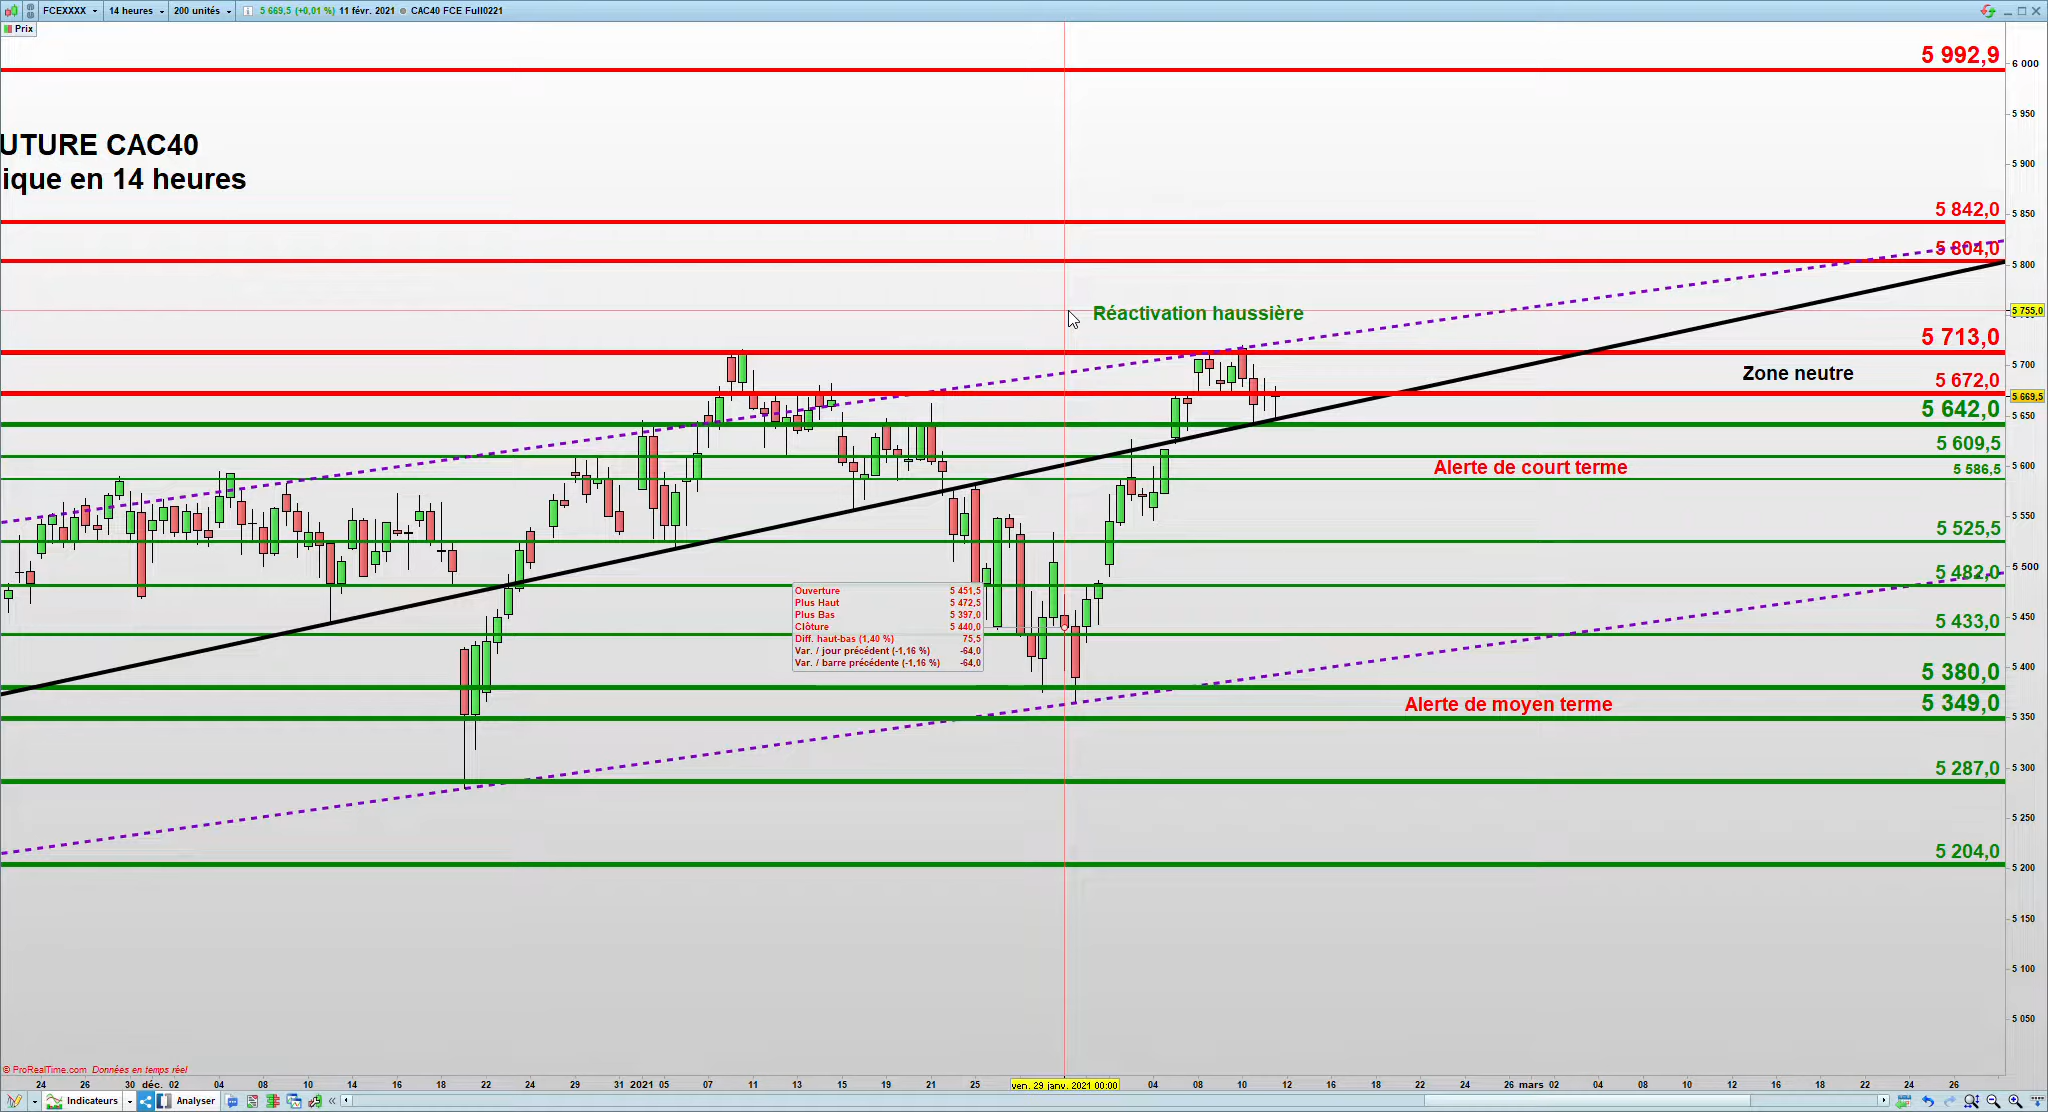 FCEXXXX 14 heures 200 unités 5 669,5 (+0,01 %) 11 févr. 2021 CAC40 FCE Full0221
Prix
5 992,9
6 000
5 950
UTURE CAC40
5 900
ique en 14 heures
5 842,0
5 850
5 804,0
5 800
Réactivation haussière
5 755,0
5 713,0
5 700
Zone neutre
5 672,0
5 669,5
5 642,0
5 650
5 609,5
Alerte de court terme
5 600
5 586,5
5 550
5 525,5
5 500
5 482,0
Ouverture 5 451,5
Plus Haut 5 472,5
Plus Bas 5 397,0
Clôture 5 440,0
Diff. haut-bas (1,40 %) 75,5
Var. / jour précédent (-1,16 %) -64,0
Var. / barre précédente (-1,16 %) -64,0
5 450
5 433,0
5 400
5 380,0
Alerte de moyen terme
5 349,0
5 350
5 287,0
5 300
5 250
5 204,0
5 200
5 150
5 100
5 050
© ProRealTime.com Données en temps réel
24 26 30 déc. 02 04 08 10 14 16 18 22 24 29 31 2021 05 07 11 13 15 19 21 25 ven. 29 janv. 2021 00:00 04 08 10 12 16 18 22 24 26 mars 02 04 08 10 12 16 18 22 24 26
Indicateurs Analyser